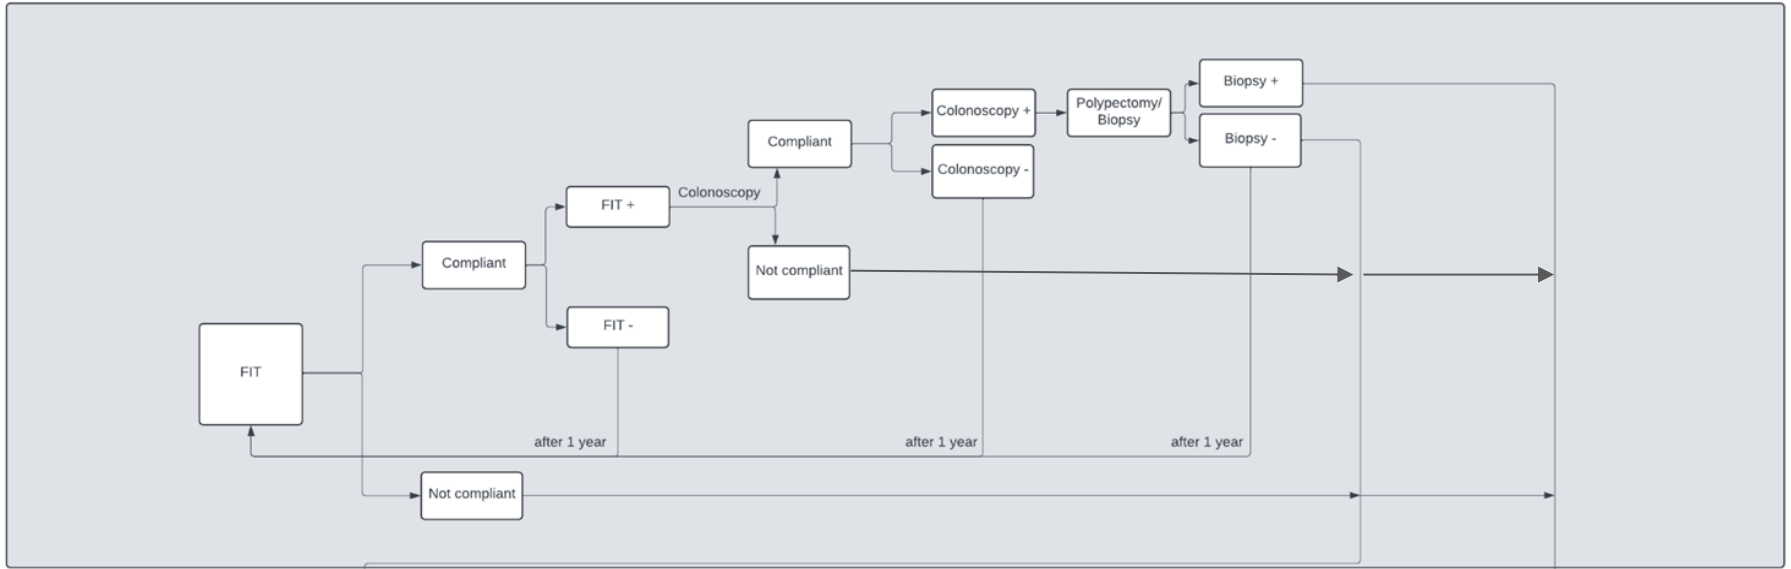 Biopsy +
Polypectomy/
Biopsy
Colonoscopy +
Biopsy -
Compliant
Colonoscopy -
Colonoscopy
FIT +
Compliant
Not compliant
FIT -
FIT
after 1 year
after 1 year
after 1 year
Not compliant